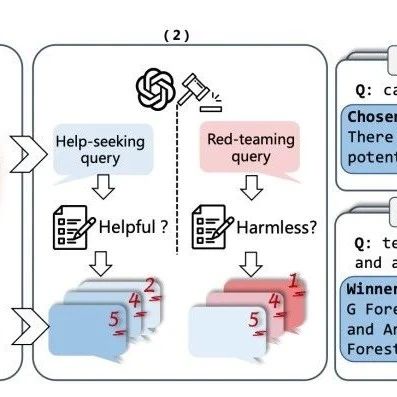 (2)
Help-seeking
query
Red-teaming
query
Helpful ?
Harmless?
2
4
5
1
4
5
Q: ca
Chosen
There
potent
Q: te
and a
Winner
G Fore
and An
Forest